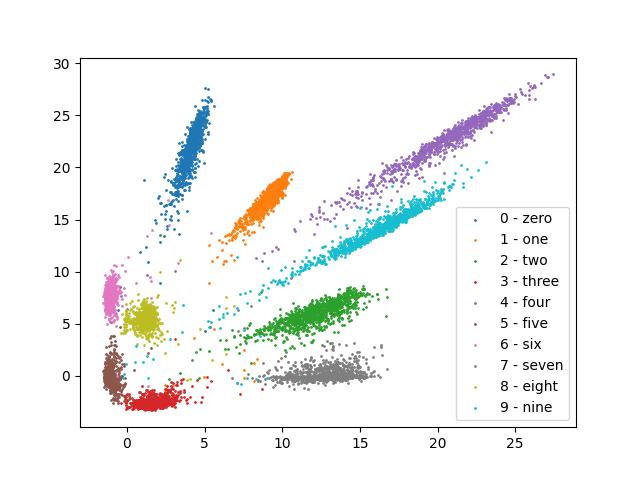 30
25
20
15
10
5
0
0 5 10 15 20 25
0 - zero
1 - one
2 - two
3 - three
4 - four
5 - five
6 - six
7 - seven
8 - eight
9 - nine